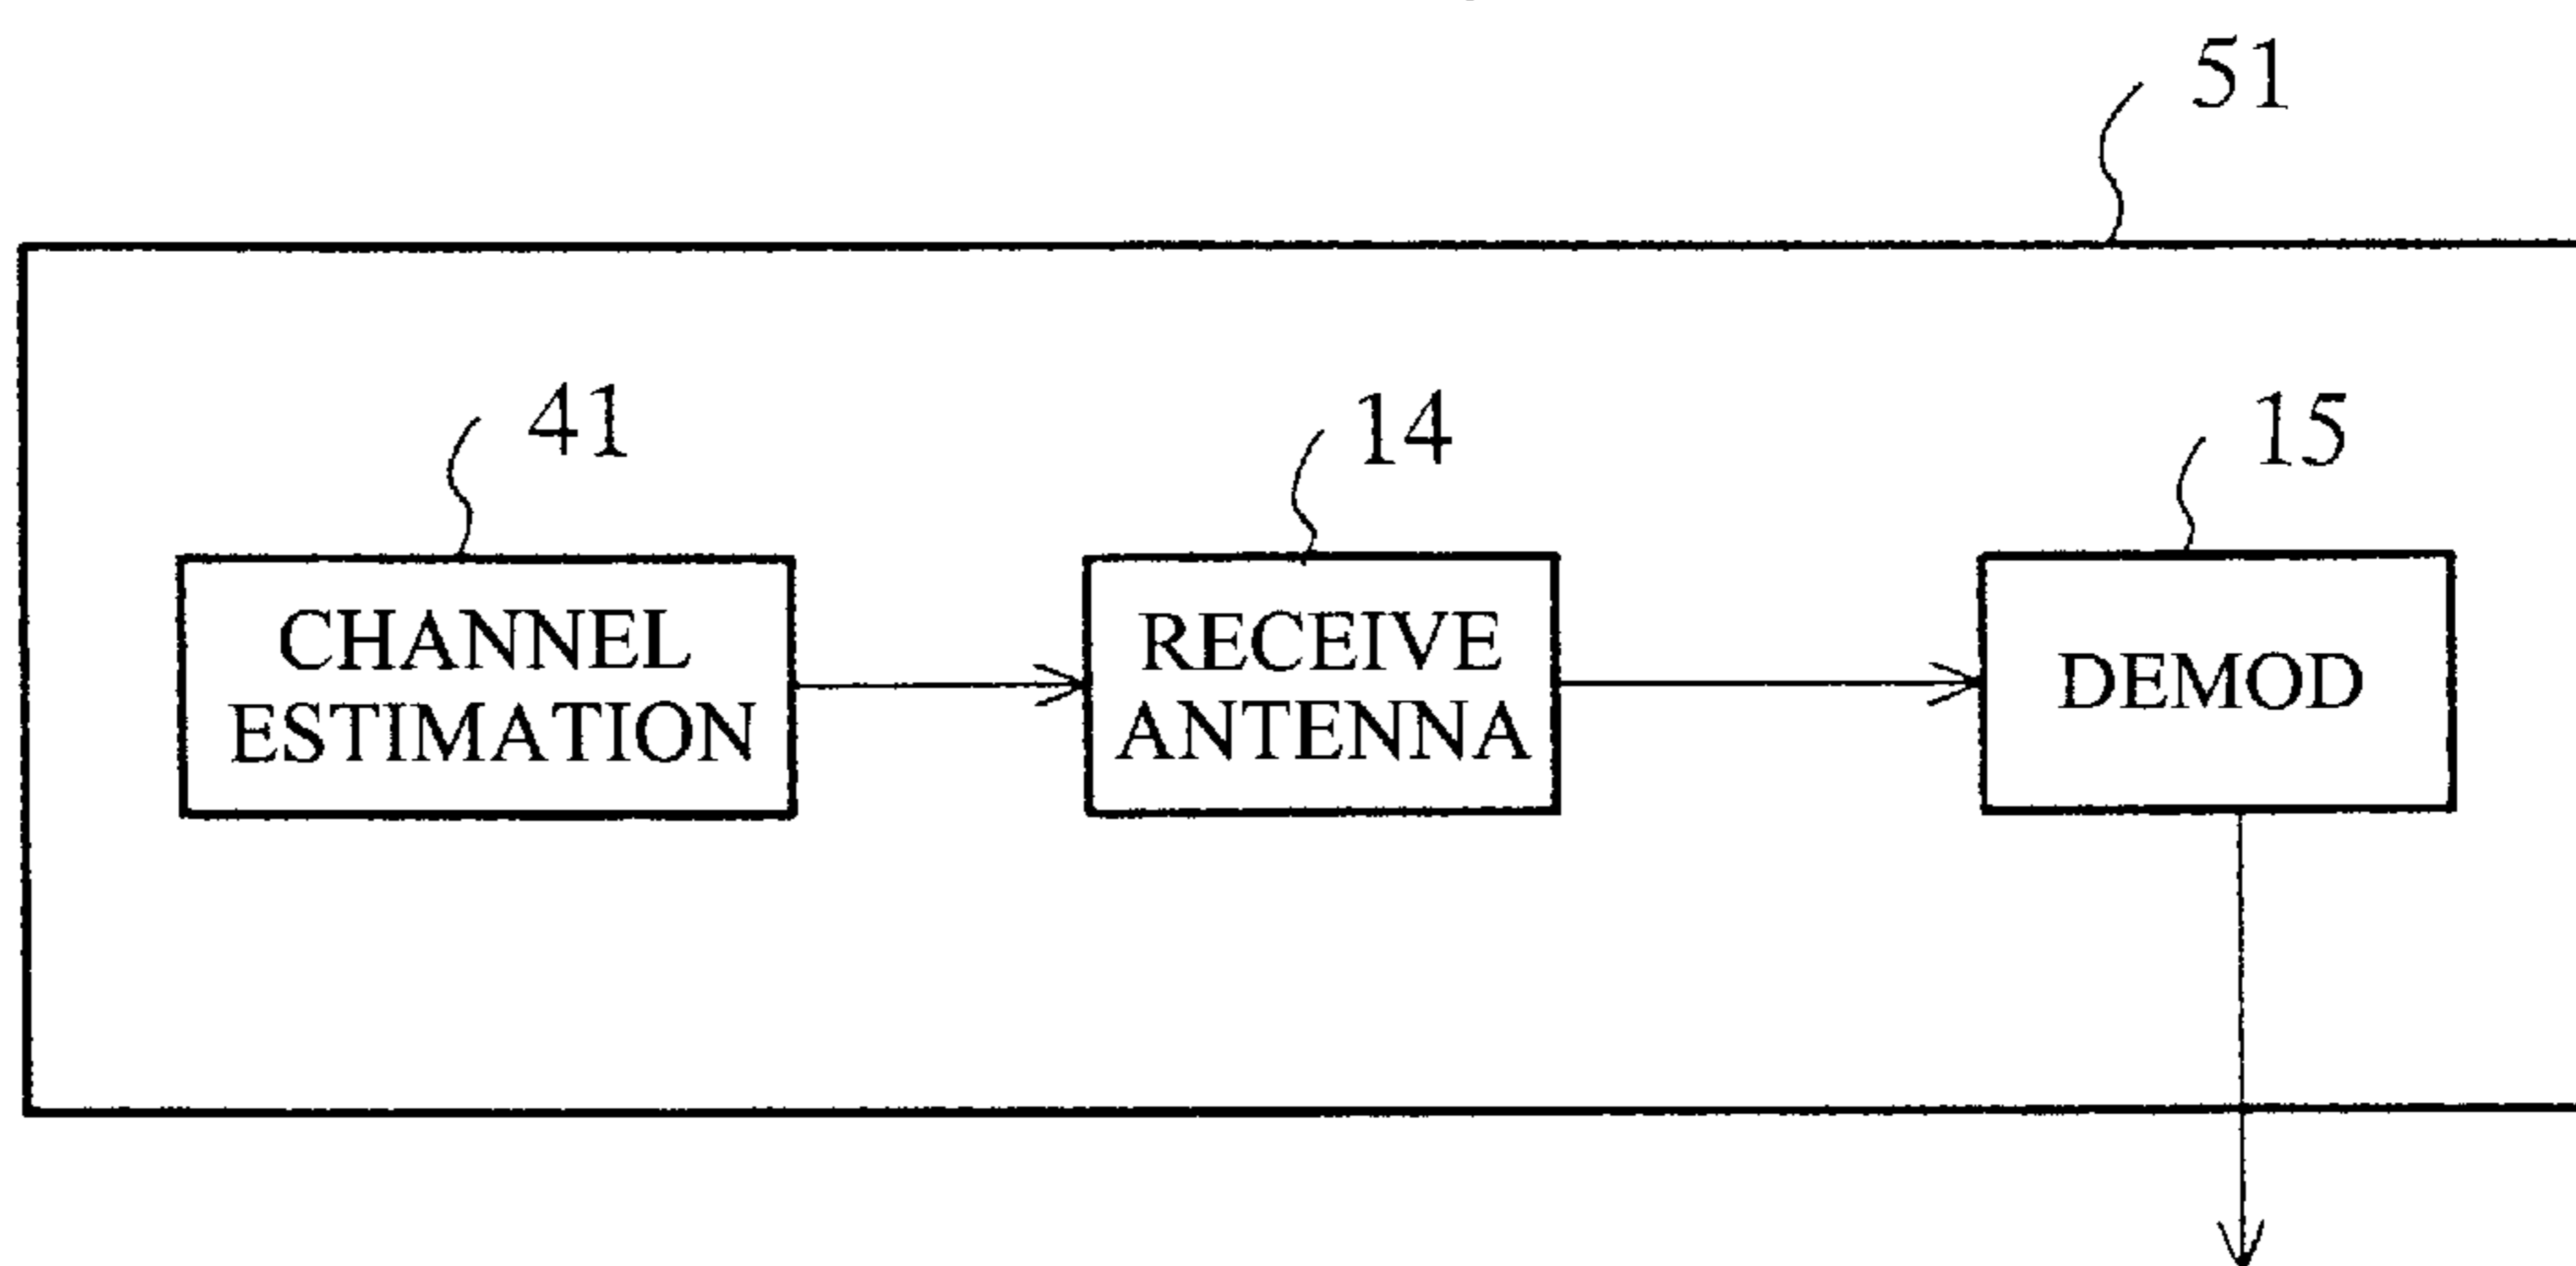 51
41
14
15
CHANNEL
ESTIMATION
RECEIVE
ANTENNA
DEMOD